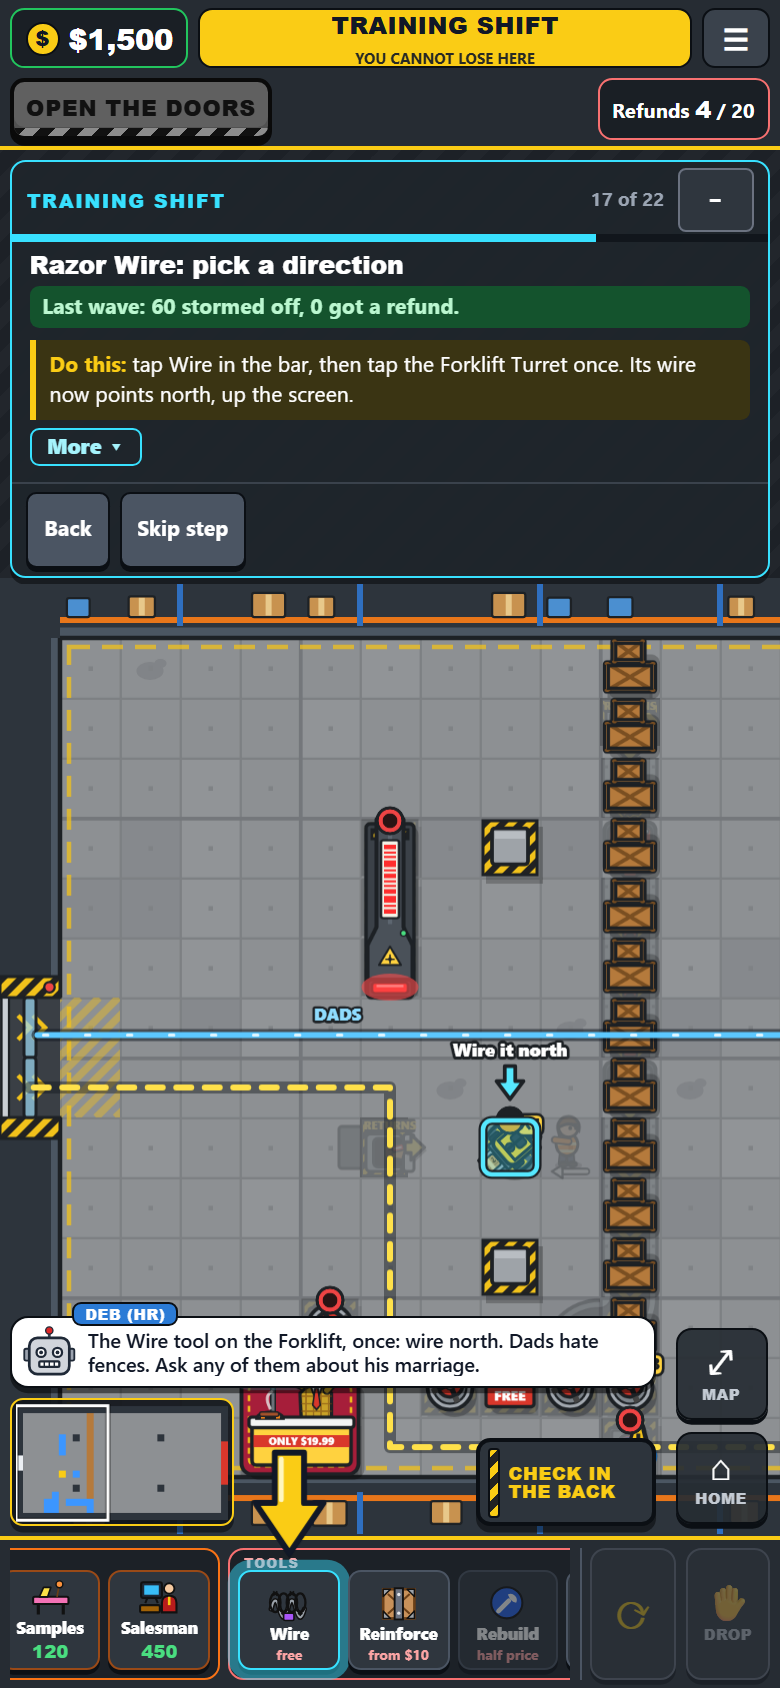 $1,500
TRAINING SHIFT
YOU CANNOT LOSE HERE
OPEN THE DOORS
Refunds 4 / 20
TRAINING SHIFT
17 of 22
Razor Wire: pick a direction
Last wave: 60 stormed off, 0 got a refund.
Do this: tap Wire in the bar, then tap the Forklift Turret once. Its wire
now points north, up the screen.
More
Back
Skip step
DADS
Wire it north
RETURNS
DEB (HR)
The Wire tool on the Forklift, once: wire north. Dads hate
fences. Ask any of them about his marriage.
MAP
FREE
ONLY $19.99
CHECK IN
THE BACK
HOME
TOOLS
Samples
120
Salesman
450
Wire
free
Reinforce
from $10
Rebuild
half price
DROP